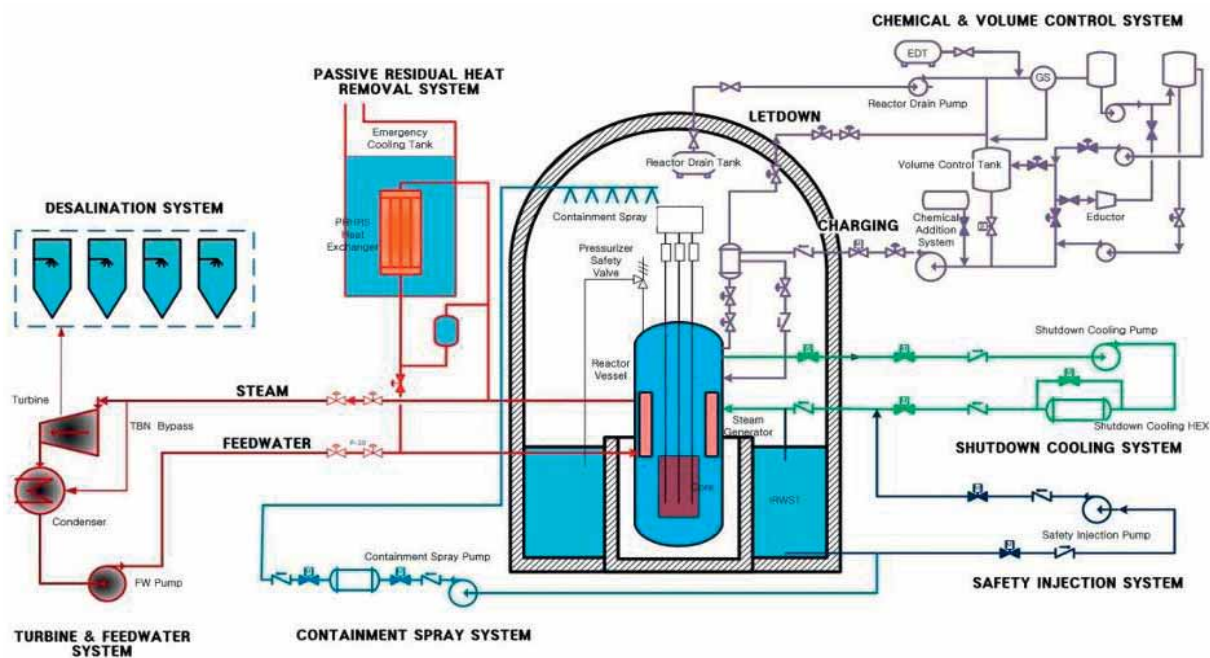 CHEMICAL & VOLUME CONTROL SYSTEM
EDT
GS
PASSIVE RESIDUAL HEAT
REMOVAL SYSTEM
Reactor Drain Pump
LETDOWN
Emergency
Cooling Tank
Reactor Drain Tank
Volume Control Tank
DESALINATION SYSTEM
Containment Spray
PRHRS
Heat
Exchanger
CHARGING
Chemical
Addition
System
Eductor
Pressurizer
Safety
Valve
Shutdown Cooling Pump
Reactor
Vessel
STEAM
Turbine
TBN Bypass
Steam
Generator
Shutdown Cooling HEX
FEEDWATER
SHUTDOWN COOLING SYSTEM
Core
IRWST
Condenser
Safety Injection Pump
Containment Spray Pump
FW Pump
SAFETY INJECTION SYSTEM
TURBINE & FEEDWATER
SYSTEM
CONTAINMENT SPRAY SYSTEM